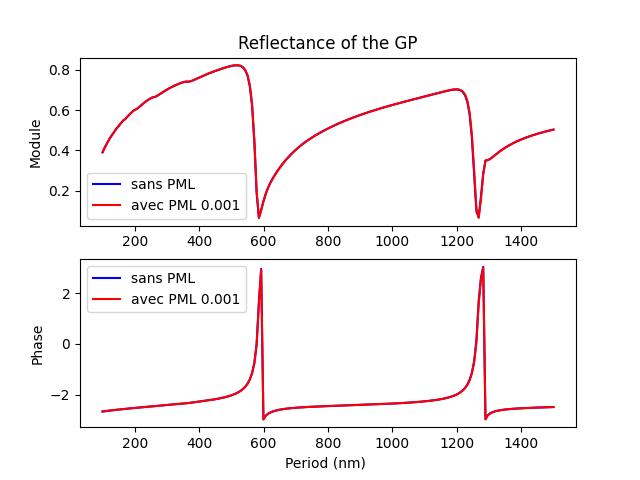 Reflectance of the GP
Module
0.8
0.6
0.4
0.2
sans PML
avec PML 0.001
200 400 600 800 1000 1200 1400
Phase
2
0
−2
sans PML
avec PML 0.001
200 400 600 800 1000 1200 1400
Period (nm)